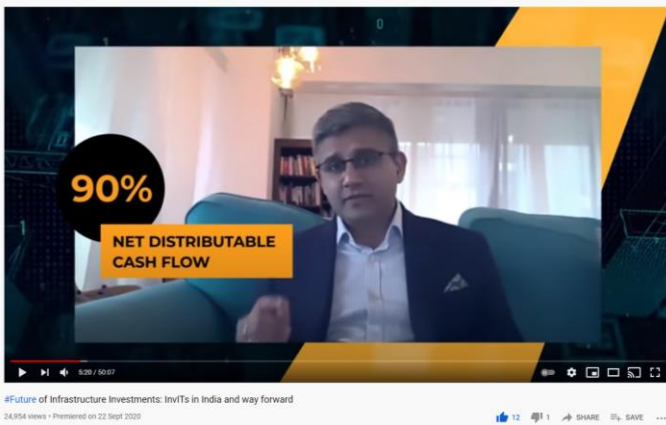 90%
NET DISTRIBUTABLE
CASH FLOW
5:20 / 50:07
#Future of Infrastructure Investments: InvITs in India and way forward
24,954 views • Premiered on 22 Sept 2020
12 1 SHARE SAVE ...